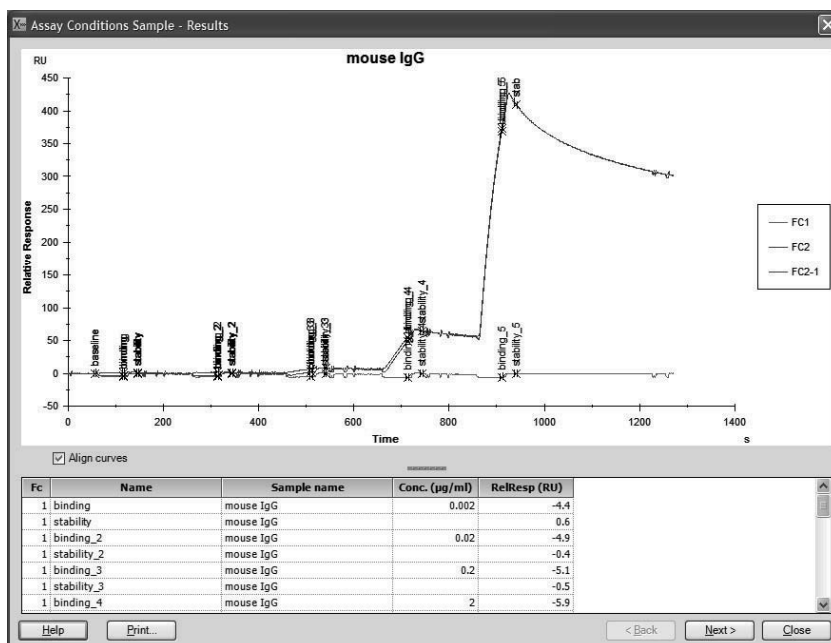 Assay Conditions Sample - Results
mouse IgG
RU
450
400
350
300
250
200
150
100
50
0
-50
Relative Response
0
200
400
600
800
1000
1200
1400
Time
s
baseline
binding
stability
binding_2
stability_2
binding_4
stability_4
binding_5
stab
binding_5
stability_5
FC1
FC2
FC2-1
Align curves
Fc Name Sample name Conc. (µg/ml) RelResp (RU)
1 binding mouse IgG 0.002 -4.4
1 stability mouse IgG 0.6
1 binding_2 mouse IgG 0.02 -4.9
1 stability_2 mouse IgG -0.4
1 binding_3 mouse IgG 0.2 -5.1
1 stability_3 mouse IgG -0.5
1 binding_4 mouse IgG 2 -5.9
Help Print... < Back Next > Close